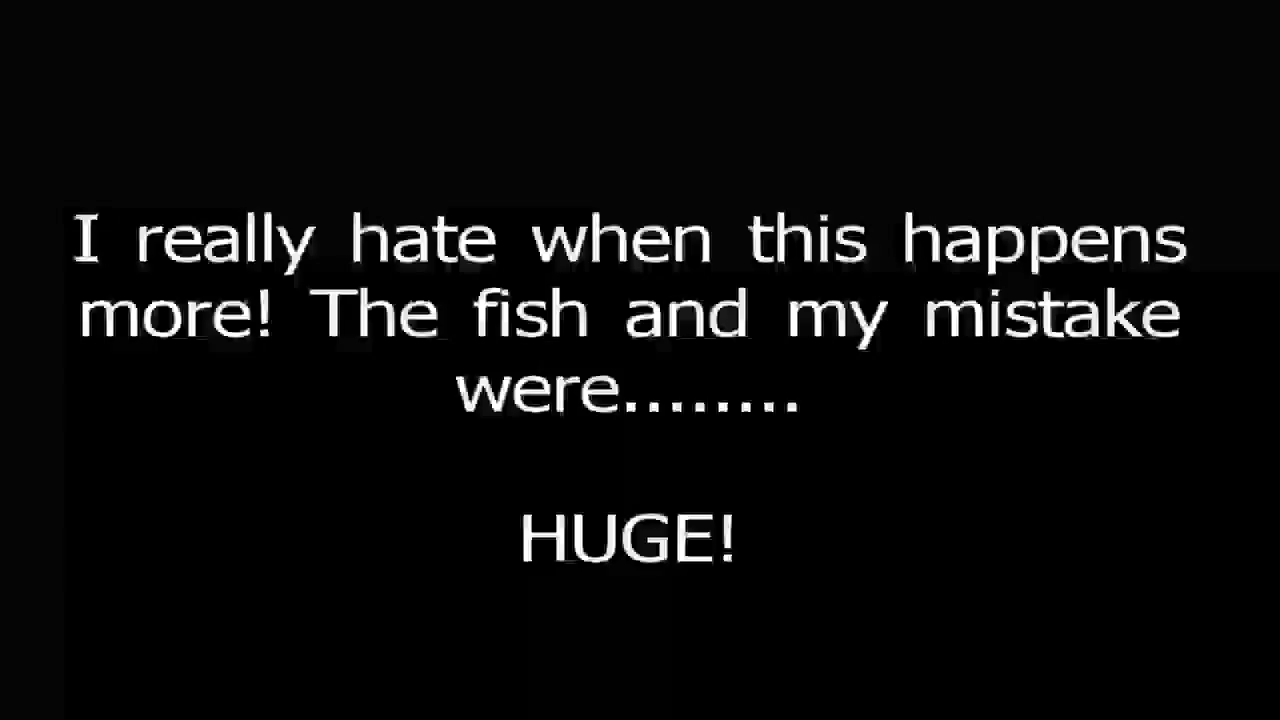 I really hate when this happens
more! The fish and my mistake
were........
HUGE!